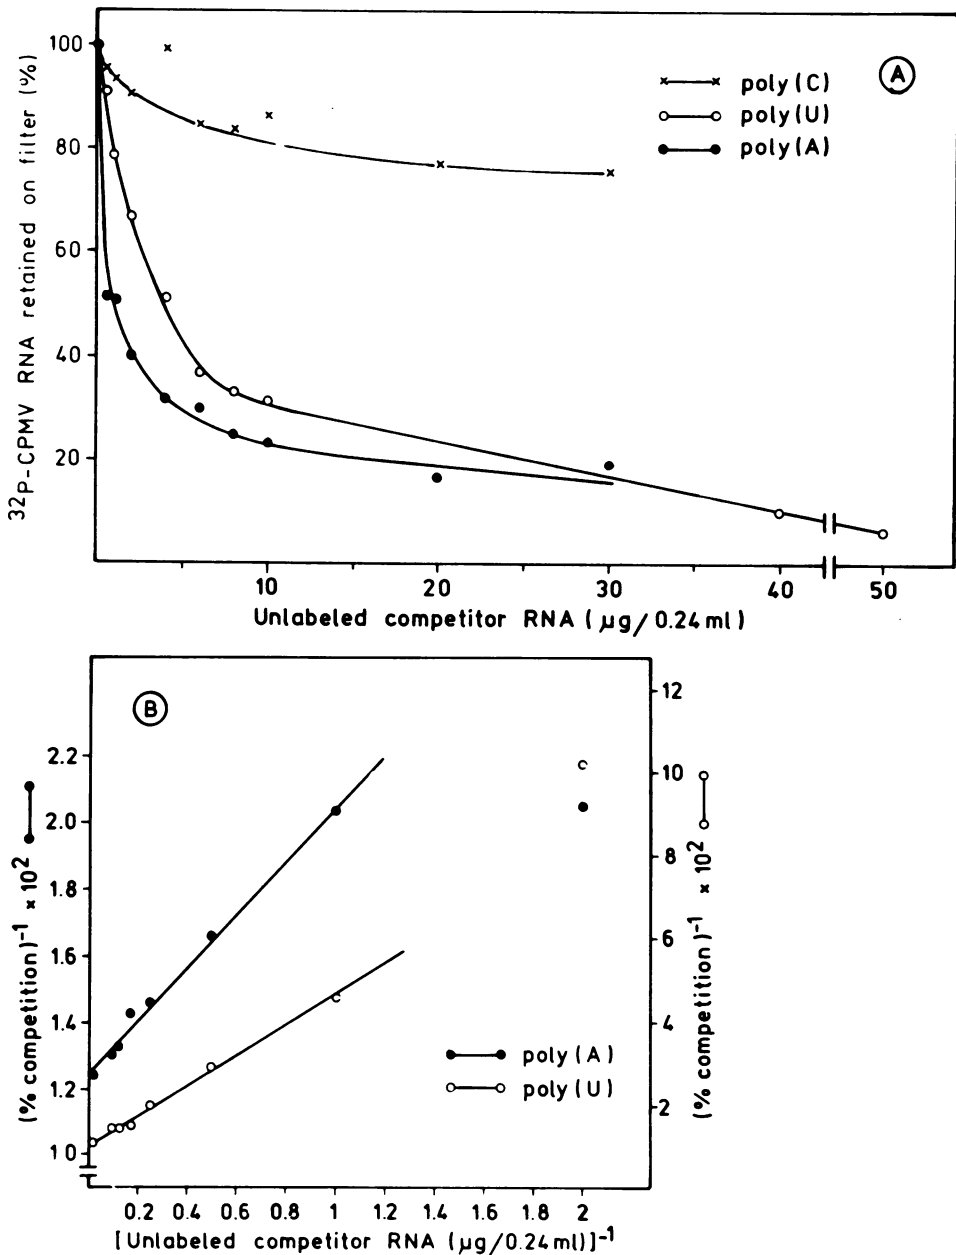 A
poly(C)
poly(U)
poly(A)
100
80
60
40
20
32P-CPMV RNA retained on filter (%)
10 20 30 40 50
Unlabeled competitor RNA (µg/0.24 ml)
B
2.2
2.0
1.8
1.6
1.4
1.2
1 0
(% competition)-1 × 102
12
10
8
6
4
2
(% competition)-1 × 102
poly(A)
poly(U)
0.2 0.4 0.6 0.8 1 1.2 1.4 1.6 1.8 2
[Unlabeled competitor RNA (µg/0.24 ml)]-1